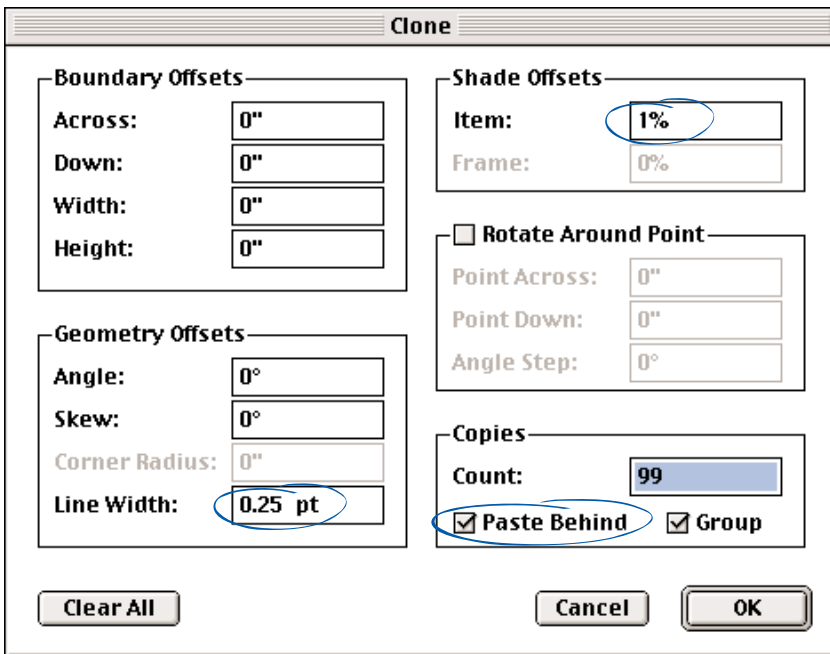 Clone
Boundary Offsets
Across: 0"
Down: 0"
Width: 0"
Height: 0"
Geometry Offsets
Angle: 0°
Skew: 0°
Corner Radius: 0"
Line Width: 0.25 pt
Shade Offsets
Item: 1%
Frame: 0%
Rotate Around Point
Point Across: 0"
Point Down: 0"
Angle Step: 0°
Copies
Count: 99
Paste Behind Group
Clear All Cancel OK